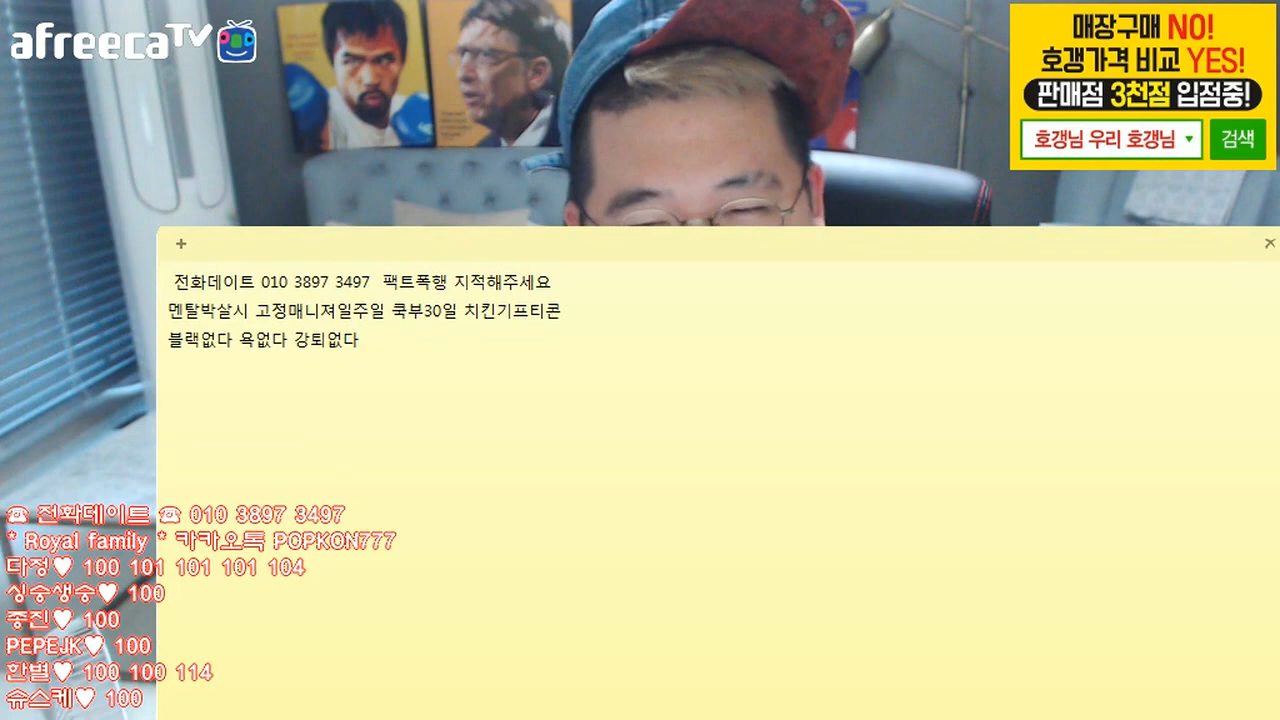 afreecaTV
매장구매 NO!
호갱가격 비교 YES!
판매점 3천점 입점중!
호갱님 우리 호갱님
검색
전화데이트 010 3897 3497 팩트폭행 지적해주세요
멘탈박살시 고정매니져일주일 쿡부30일 치킨기프티콘
블랙없다 욕없다 강퇴없다
☎ 전화데이트 ☎ 010 3897 3497
* Royal family * 카카오톡 POPKON777
다정♥ 100 101 101 101 104
싱숭생숭♥ 100
종진♥ 100
PEPEJK♥ 100
한별♥ 100 100 114
슈스케♥ 100